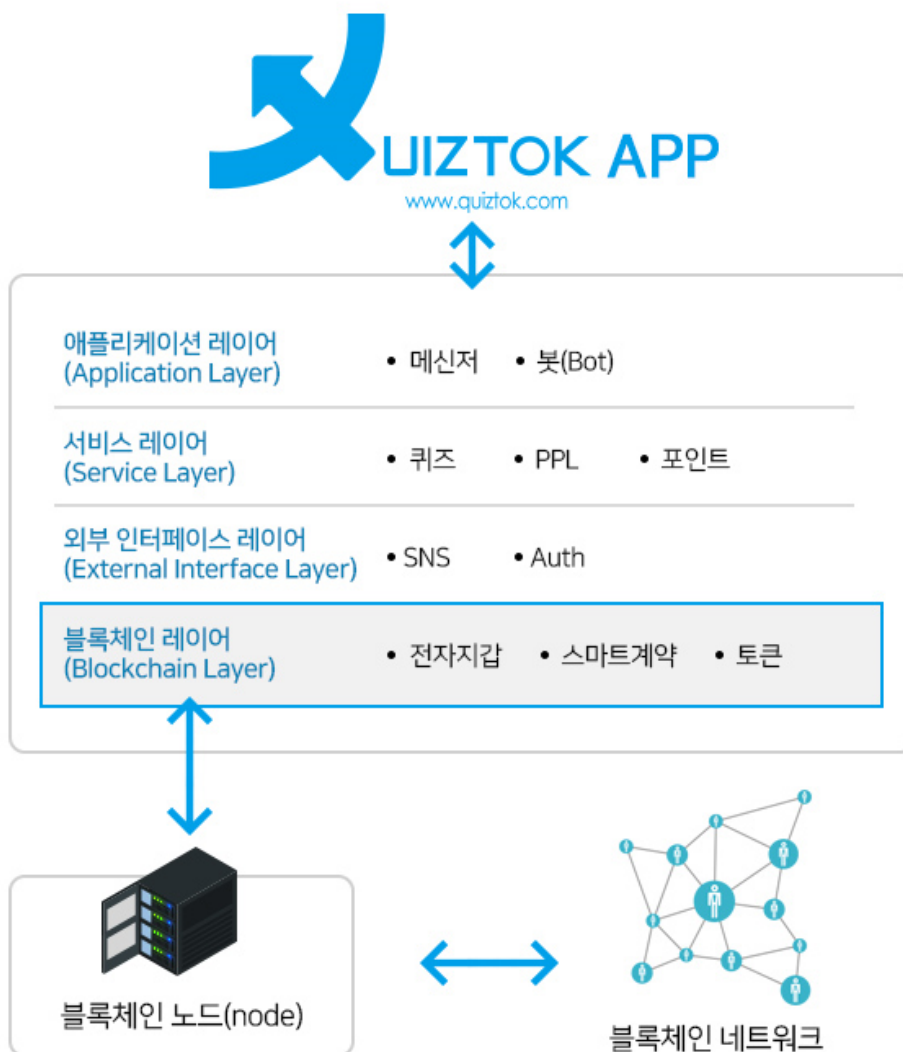 QUIZTOK APP
www.quiztok.com
애플리케이션 레이어
(Application Layer)
• 메신저 • 봇(Bot)
서비스 레이어
(Service Layer)
• 퀴즈 • PPL • 포인트
외부 인터페이스 레이어
(External Interface Layer)
• SNS • Auth
블록체인 레이어
(Blockchain Layer)
• 전자지갑 • 스마트계약 • 토큰
블록체인 노드(node)
블록체인 네트워크